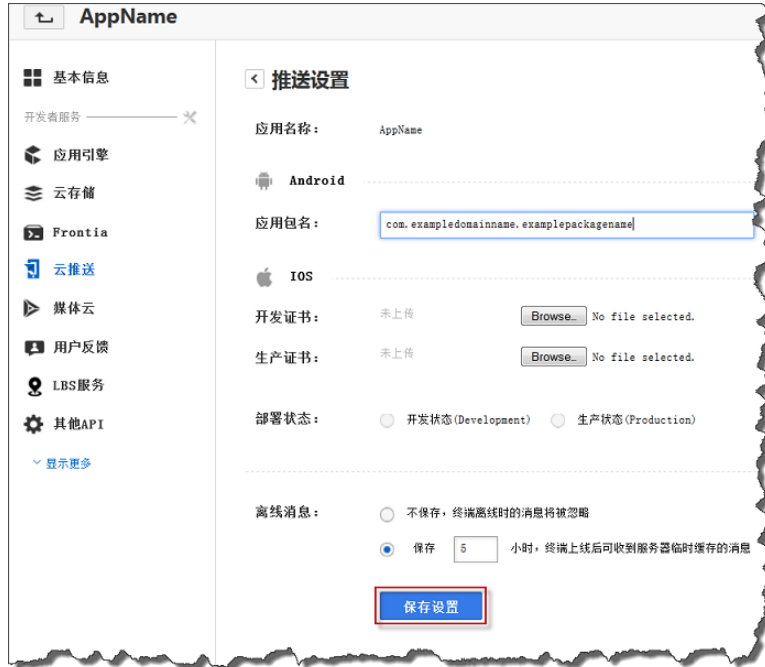 AppName
基本信息
开发者服务
应用引擎
云存储
Frontia
云推送
媒体云
用户反馈
LBS服务
其他API
显示更多
推送设置
应用名称： AppName
Android
应用包名： com.exampledomainname.examplepackagename
IOS
开发证书： 未上传 Browse_ No file selected.
生产证书： 未上传 Browse_ No file selected.
部署状态： 开发状态(Development) 生产状态(Production)
离线消息： 不保存，终端离线时的消息将被忽略
保存 5 小时，终端上线后可收到服务器临时缓存的消息
保存设置